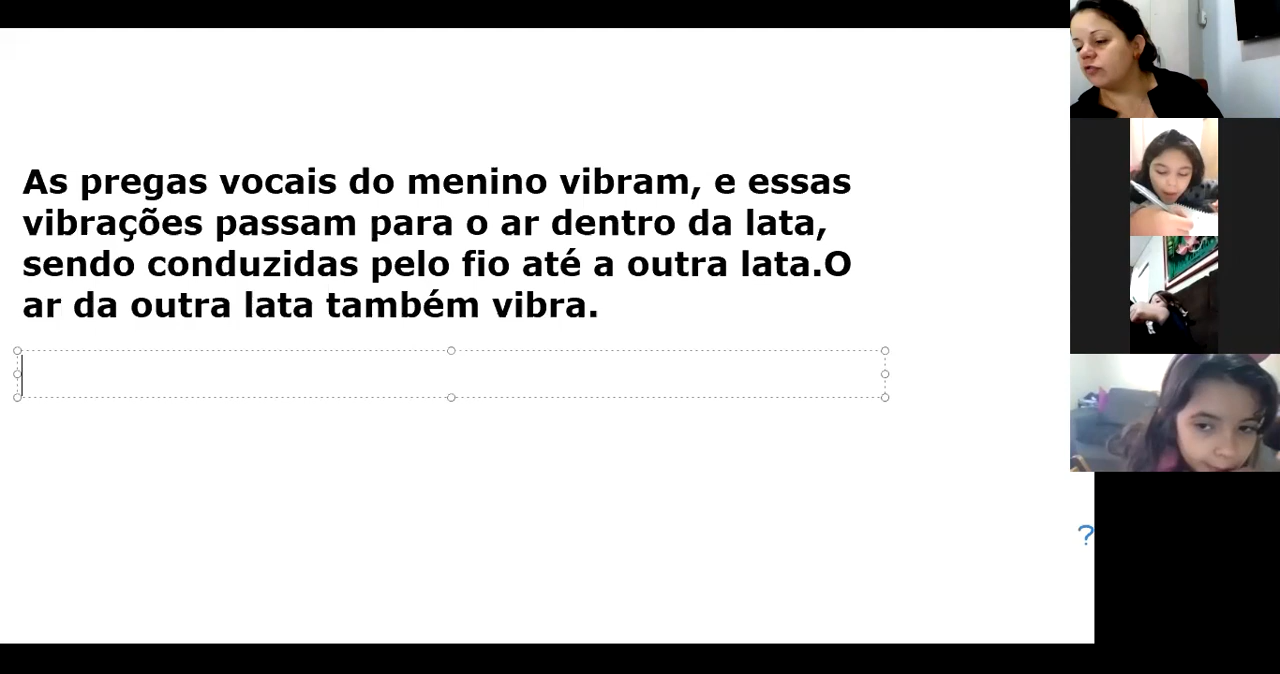 As pregas vocais do menino vibram, e essas
vibrações passam para o ar dentro da lata,
sendo conduzidas pelo fio até a outra lata.O
ar da outra lata também vibra.
?